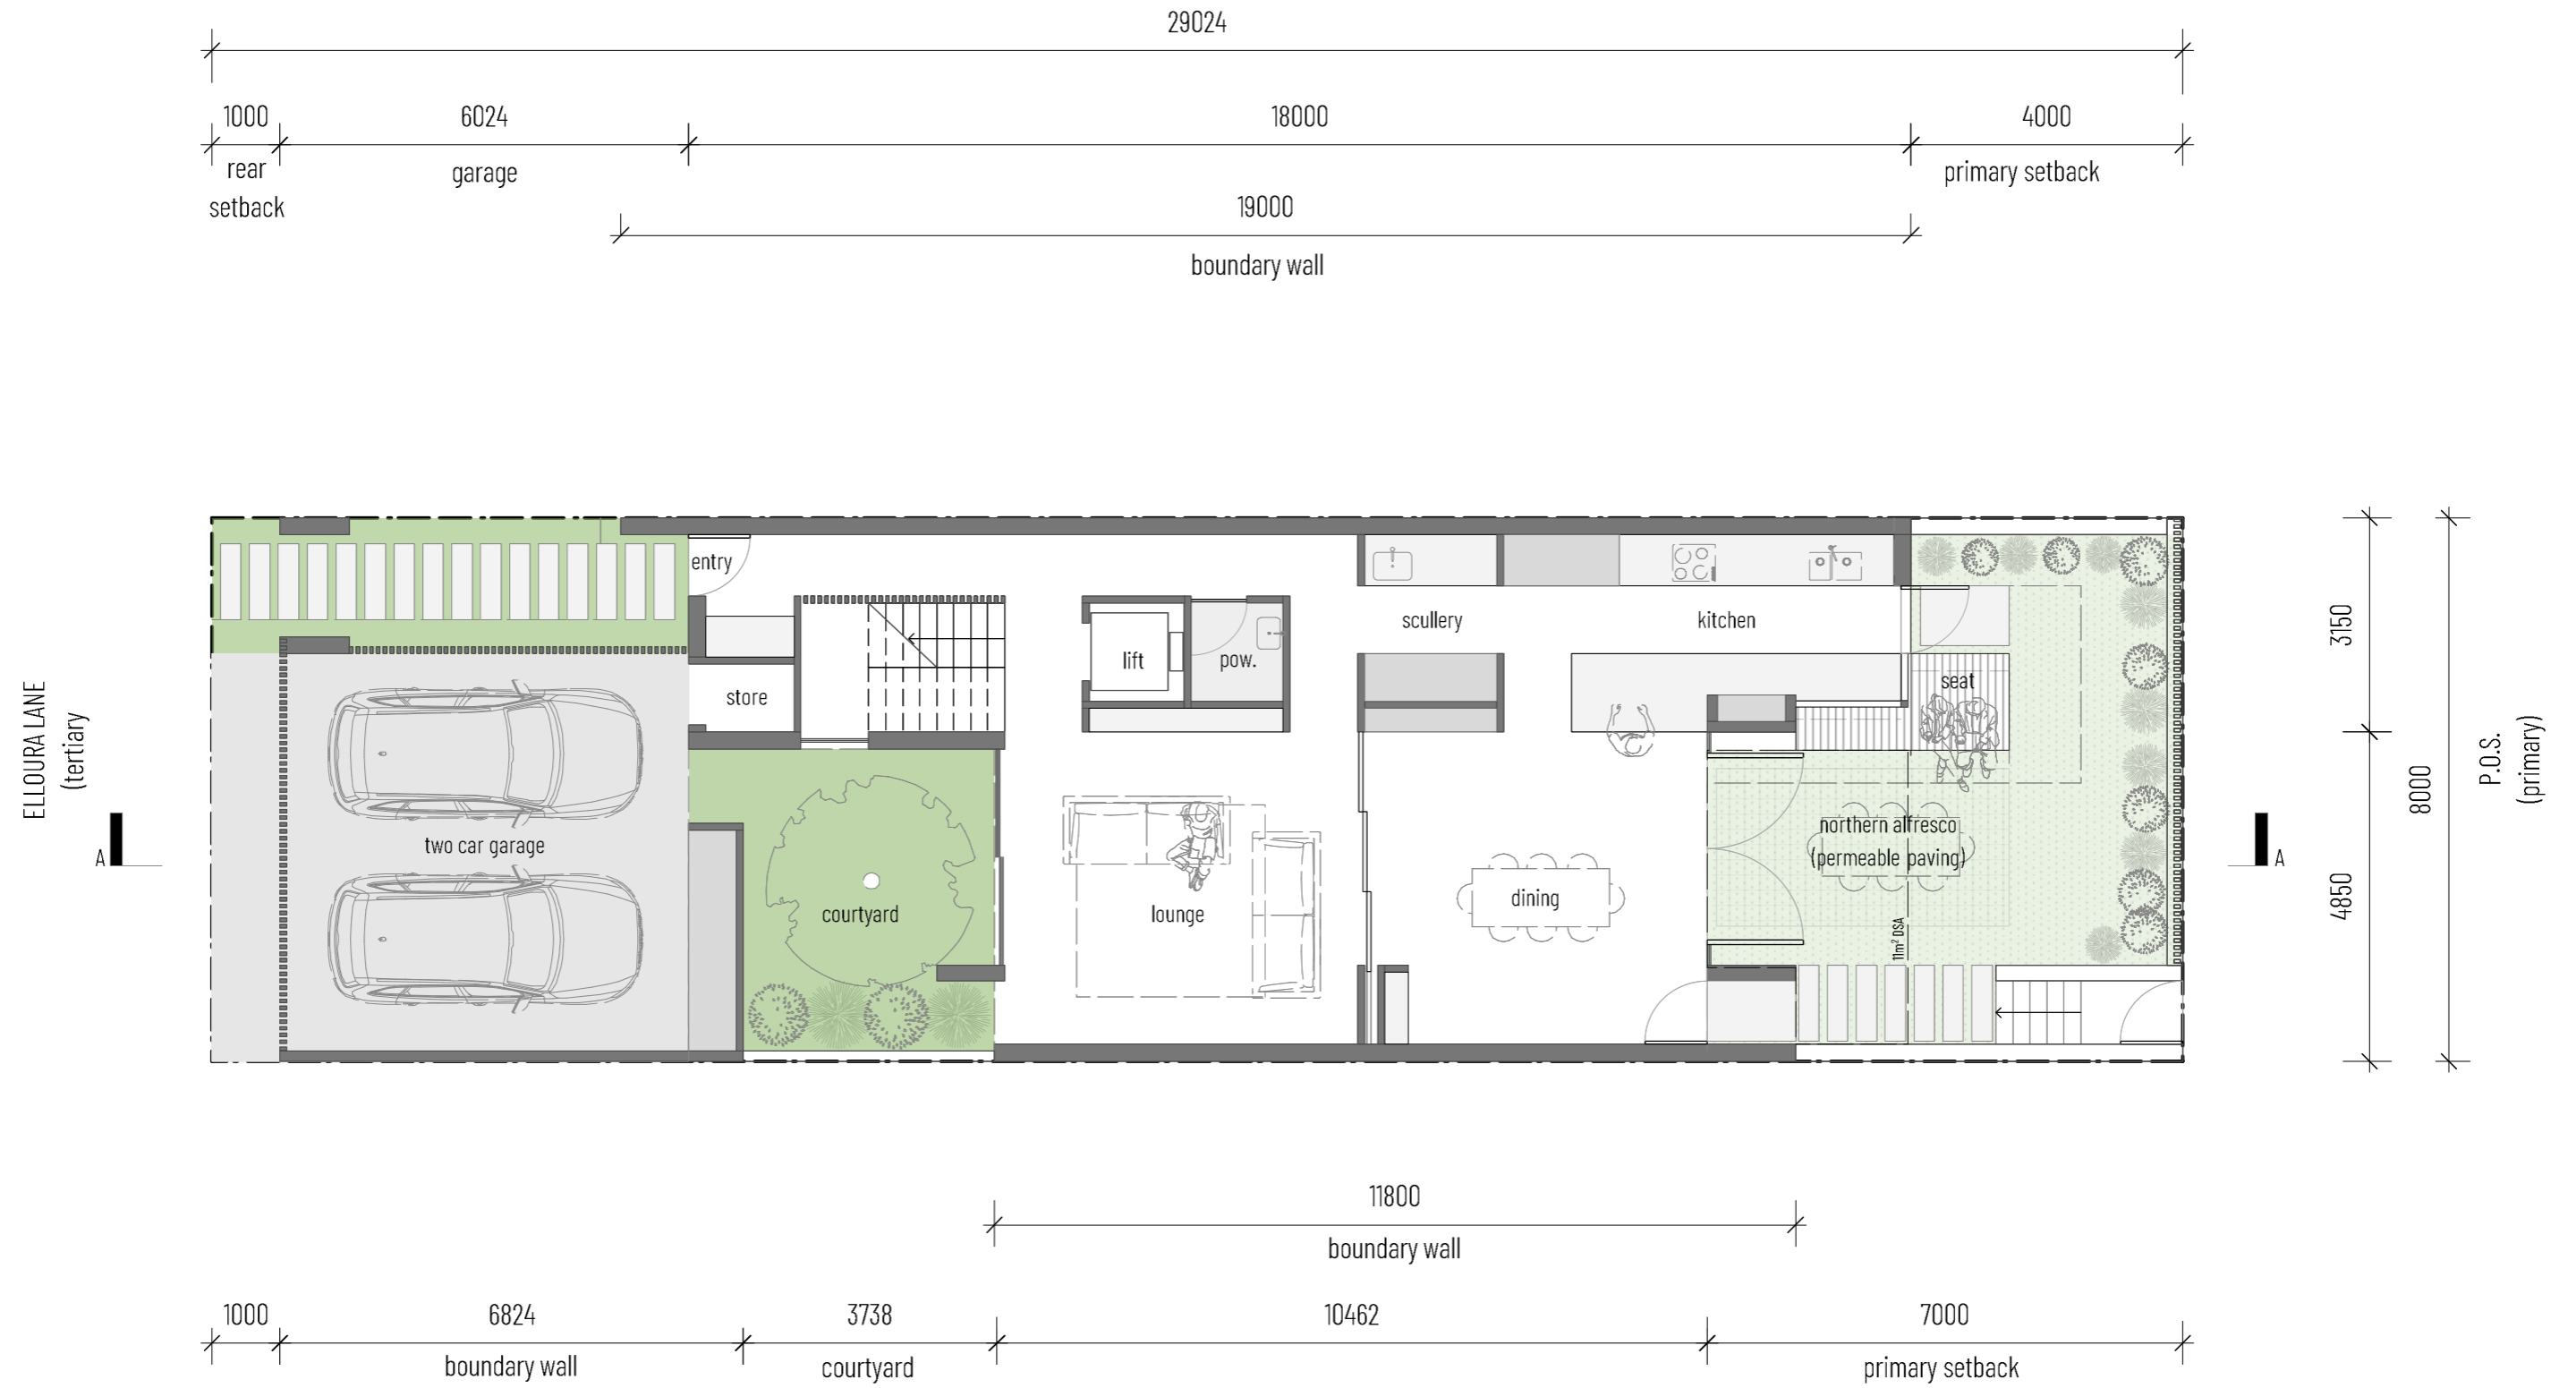 29024
1000
6024
18000
4000
rear
setback
garage
primary setback
19000
boundary wall
entry
scullery
kitchen
lift
pow.
store
seat
3150
ELLOURA LANE
(tertiary
8000
P.O.S.
(primary)
two car garage
northern alfresco
(permeable paving)
A
A
courtyard
lounge
dining
11m² DSA
4850
11800
boundary wall
1000
6824
3738
10462
7000
boundary wall
courtyard
primary setback